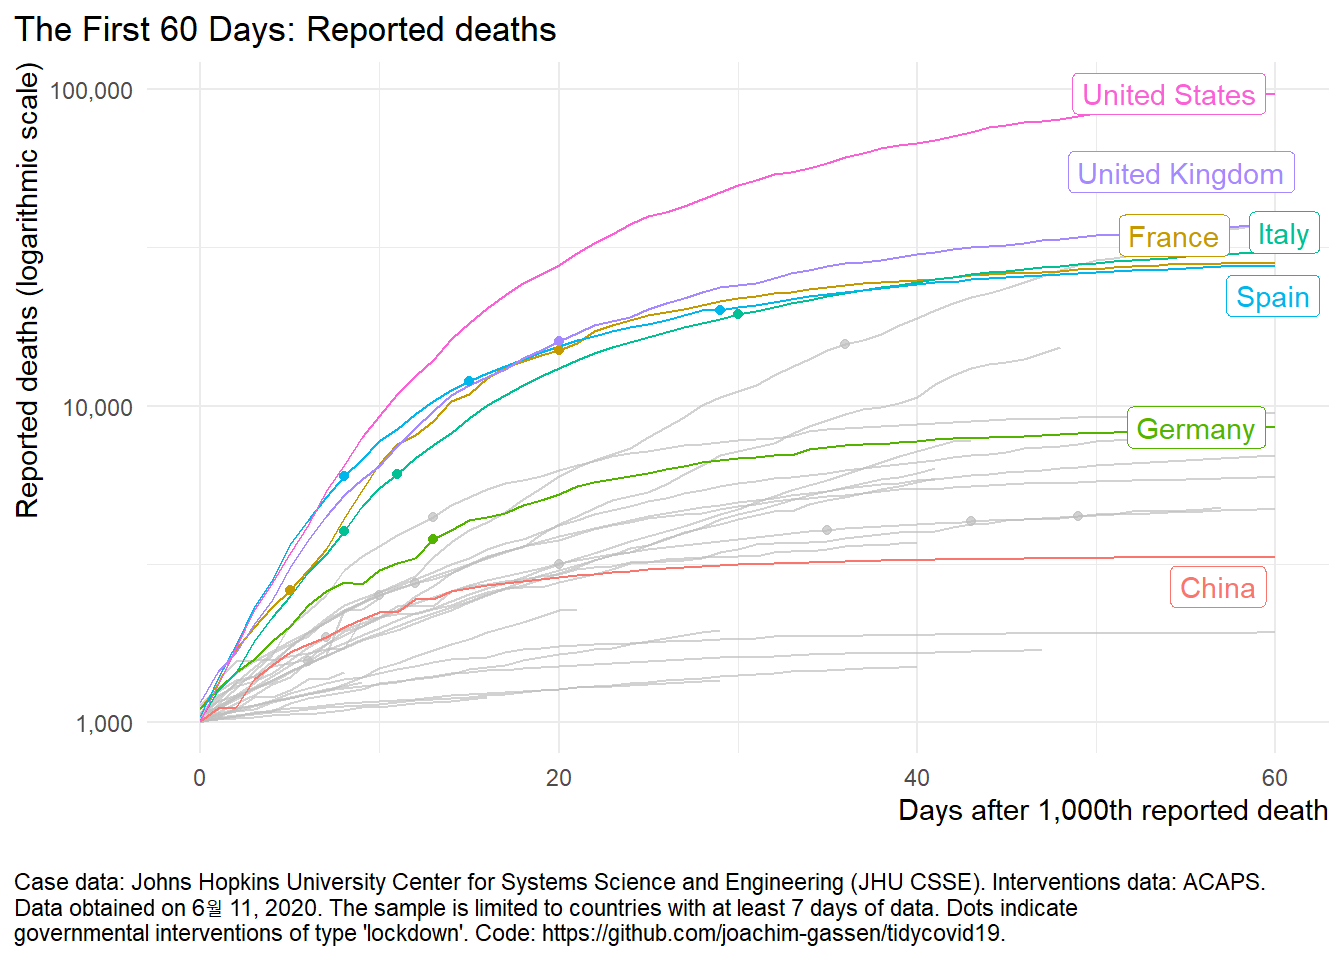 The First 60 Days: Reported deaths
Reported deaths (logarithmic scale)
100,000
10,000
1,000
United States
United Kingdom
France
Italy
Spain
Germany
China
0
20
40
60
Days after 1,000th reported death
Case data: Johns Hopkins University Center for Systems Science and Engineering (JHU CSSE). Interventions data: ACAPS.
Data obtained on 6월 11, 2020. The sample is limited to countries with at least 7 days of data. Dots indicate
governmental interventions of type 'lockdown'. Code: https://github.com/joachim-gassen/tidycovid19.